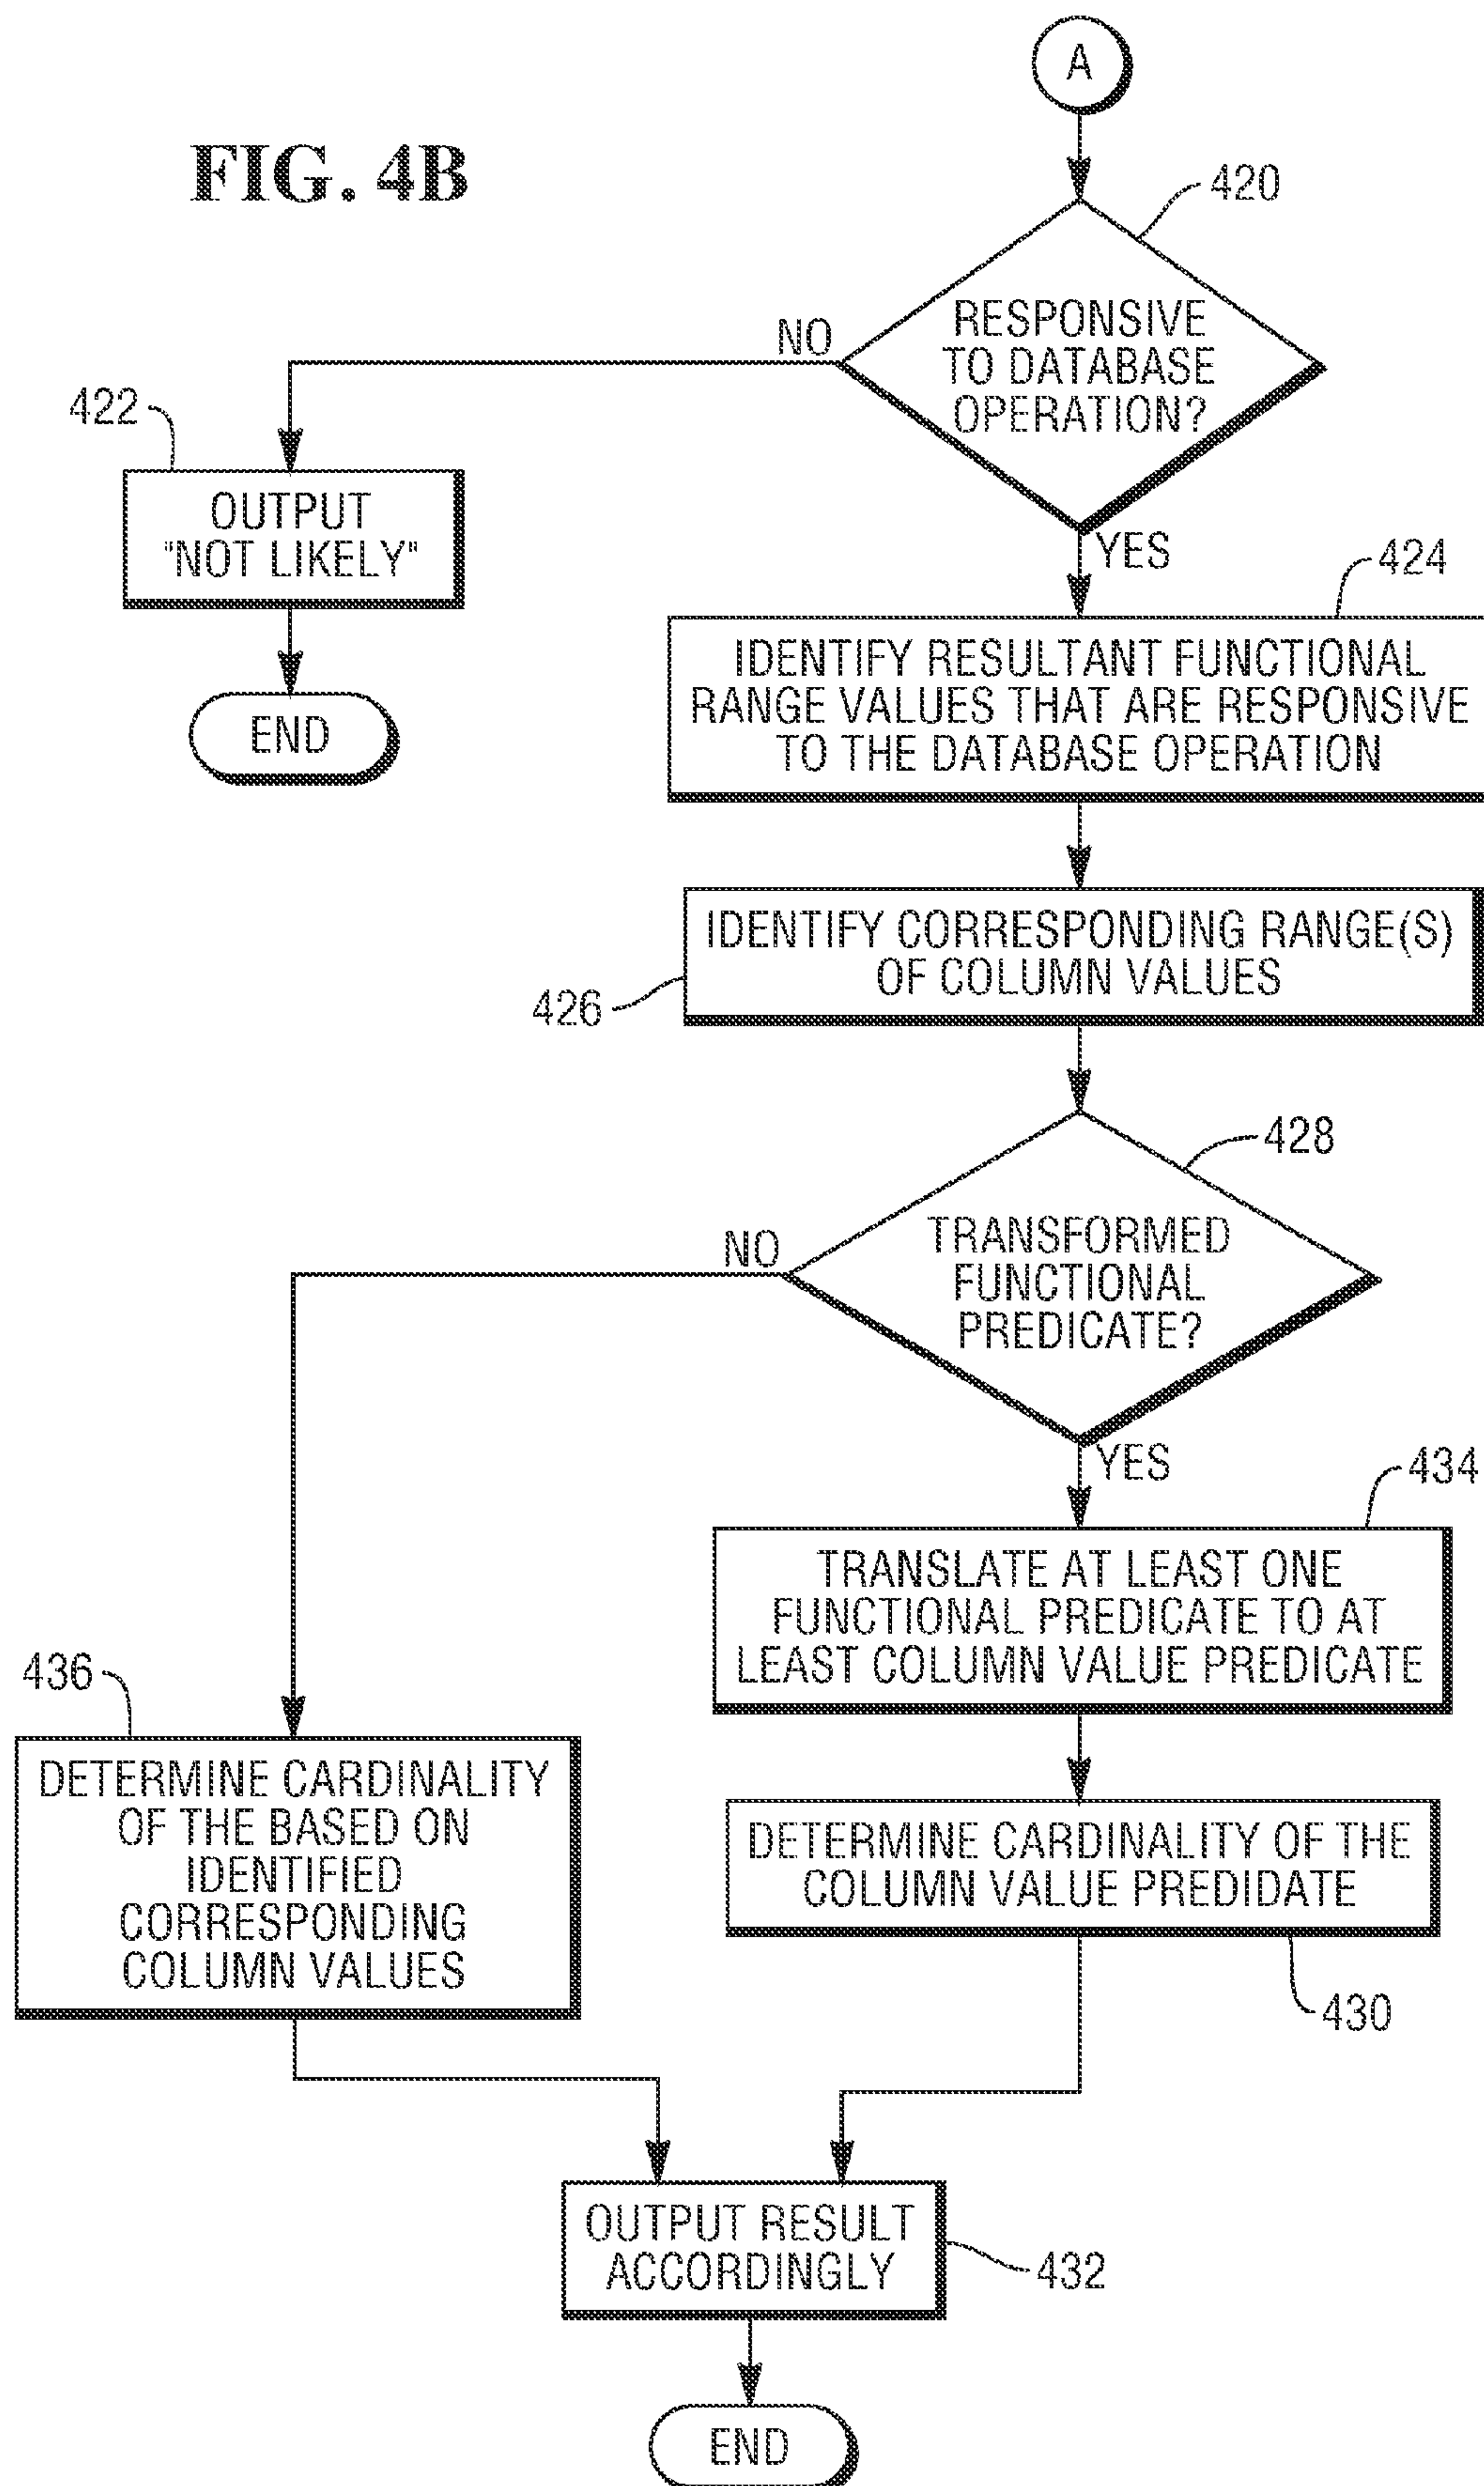 A
FIG. 4B
420
RESPONSIVE
TO DATABASE
OPERATION?
NO
422
OUTPUT
"NOT LIKELY"
END
YES
424
IDENTIFY RESULTANT FUNCTIONAL
RANGE VALUES THAT ARE RESPONSIVE
TO THE DATABASE OPERATION
IDENTIFY CORRESPONDING RANGE(S)
OF COLUMN VALUES
426
428
TRANSFORMED
FUNCTIONAL
PREDICATE?
NO
YES
434
TRANSLATE AT LEAST ONE
FUNCTIONAL PREDICATE TO AT
LEAST COLUMN VALUE PREDICATE
436
DETERMINE CARDINALITY
OF THE BASED ON
IDENTIFIED
CORRESPONDING
COLUMN VALUES
DETERMINE CARDINALITY OF THE
COLUMN VALUE PREDIDATE
430
OUTPUT RESULT
ACCORDINGLY
432
END